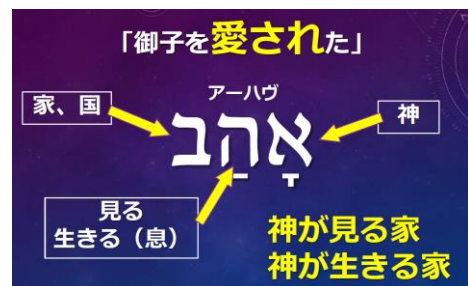 「御子を愛された」
アーハヴ
家、国
神
אָהַב
見る
生きる（息）
神が見る家
神が生きる家